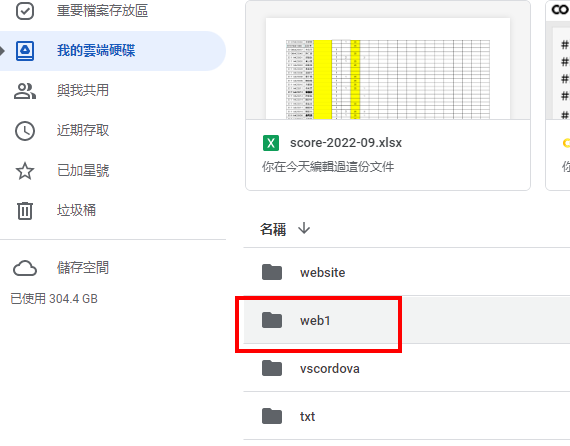 重要檔案存放區
我的雲端硬碟
與我共用
近期存取
已加星號
垃圾桶
儲存空間
已使用 304.4 GB
score-2022-09.xlsx
你在今天編輯過這份文件
名稱
website
web1
vscordova
txt
co
#
#
#
#
#